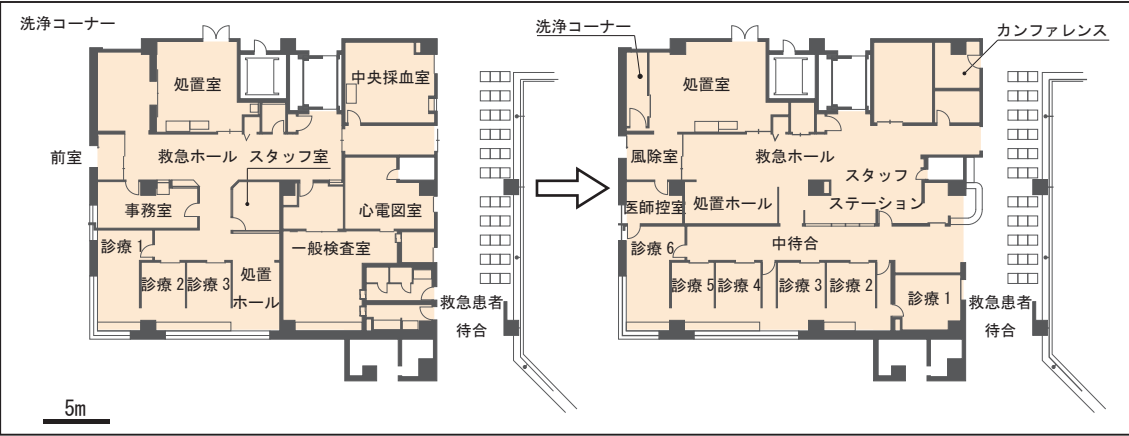 洗浄コーナー
処置室
中央採血室
前室
救急ホール
スタッフ室
事務室
心電図室
診療 1
一般検査室
診療 2
診療 3
処置
ホール
救急患者
待合
5m
洗浄コーナー
カンファレンス
処置室
風除室
救急ホール
スタッフ
ステーション
医師控室
処置ホール
中待合
診療 6
診療 5
診療 4
診療 3
診療 2
診療 1
救急患者
待合